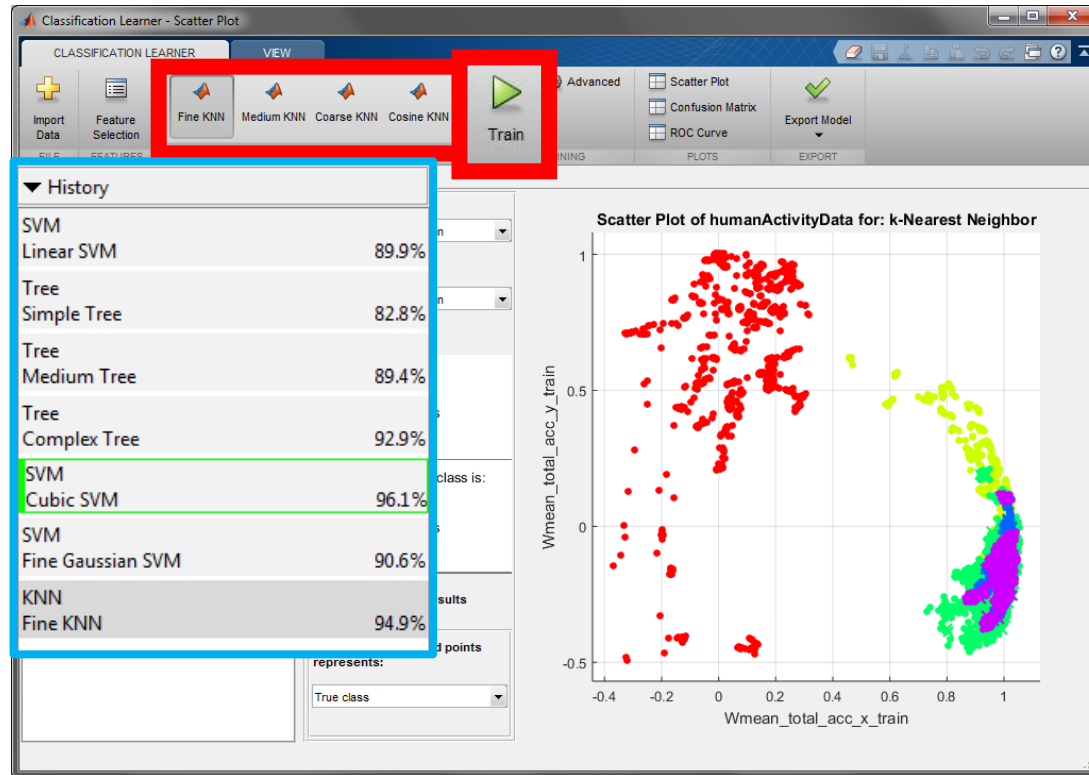 Classification Learner - Scatter Plot
CLASSIFICATION LEARNER VIEW
Import Data
Feature Selection
Fine KNN Medium KNN Coarse KNN Cosine KNN
Train
Advanced
Scatter Plot
Confusion Matrix
ROC Curve
Export Model
FILE FEATURES PLOTS EXPORT
History
SVM
Linear SVM 89.9%
Tree
Simple Tree 82.8%
Tree
Medium Tree 89.4%
Tree
Complex Tree 92.9%
SVM
Cubic SVM 96.1%
SVM
Fine Gaussian SVM 90.6%
KNN
Fine KNN 94.9%
class is:
points
represents:
True class
Scatter Plot of humanActivityData for: k-Nearest Neighbor
Wmean_total_acc_y_train
1
0.5
0
-0.5
-0.4 -0.2 0 0.2 0.4 0.6 0.8 1
Wmean_total_acc_x_train